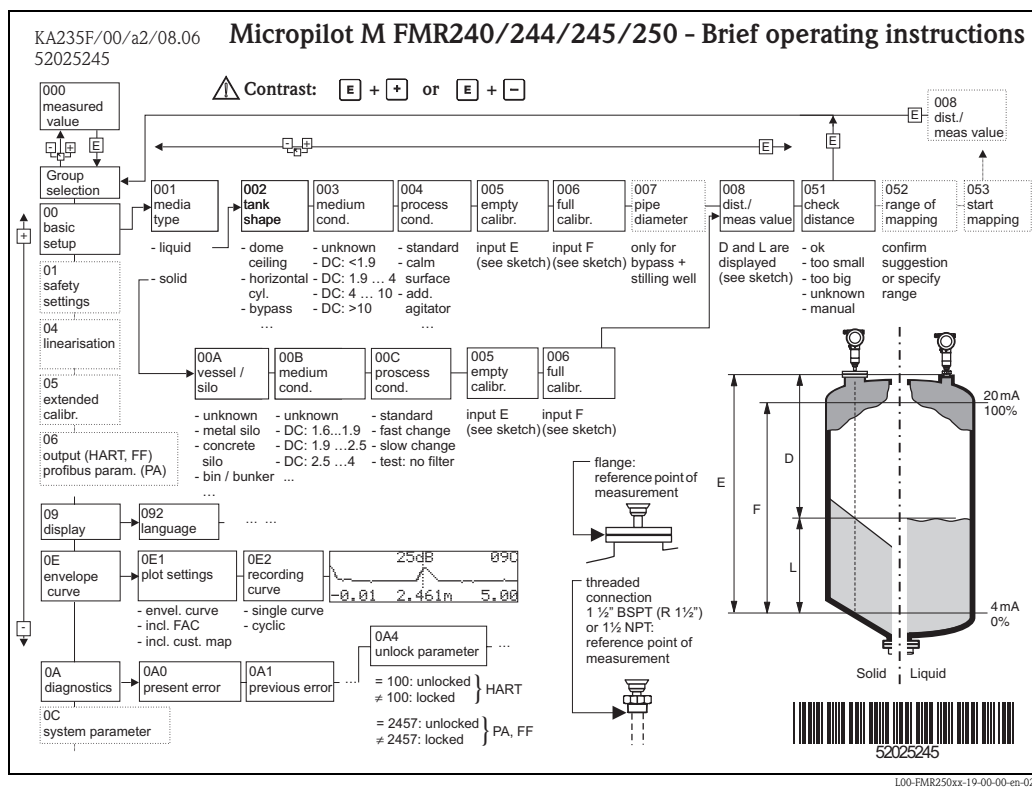 KA235F/00/a2/08.06
52025245
Micropilot M FMR240/244/245/250 - Brief operating instructions
Contrast: E + + or E + −
000
measured
value
008
dist./
meas value
- +
E
- +
E
E
E
Group
selection
00
basic
setup
001
media
type
002
tank
shape
003
medium
cond.
004
process
cond.
005
empty
calibr.
006
full
calibr.
007
pipe
diameter
008
dist./
meas value
051
check
distance
052
range of
mapping
053
start
mapping
+
- liquid
- solid
- dome
ceiling
- horizontal
cyl.
- bypass
…
- unknown
- DC: <1.9
- DC: 1.9 … 4
- DC: 4 … 10
- DC: >10
- standard
- calm
surface
- add.
agitator
…
input E
(see sketch)
input F
(see sketch)
only for
bypass +
stilling well
D and L are
displayed
(see sketch)
- ok
- too small
- too big
- unknown
- manual
confirm
suggestion
or specify
range
01
safety
settings
04
linearisation
05
extended
calibr.
06
output (HART, FF)
profibus param. (PA)
00A
vessel /
silo
00B
medium
cond.
00C
proscess
cond.
005
empty
calibr.
006
full
calibr.
- unknown
- metal silo
- concrete
silo
- bin / bunker
…
- unknown
- DC: 1.6...1.9
- DC: 1.9 ...2.5
- DC: 2.5 ...4
...
- standard
- fast change
- slow change
- test: no filter
input E
(see sketch)
input F
(see sketch)
09
display
092
language
… …
0E
envelope
curve
0E1
plot settings
0E2
recording
curve
25dB 09C
-0.01 2.461m 5.00
- envel. curve
- incl. FAC
- incl. cust. map
- single curve
- cyclic
-
0A
diagnostics
0A0
present error
0A1
previous error
…
0A4
unlock parameter
…
= 100: unlocked
≠ 100: locked
} HART
= 2457: unlocked
≠ 2457: locked
} PA, FF
0C
system parameter
flange:
reference point of
measurement
threaded
connection
1 ½” BSPT (R 1½”)
or 1½ NPT:
reference point of
measurement
20 mA
100%
D
E
F
L
4 mA
0%
Solid
Liquid
52025245
L00-FMR250xx-19-00-00-en-02